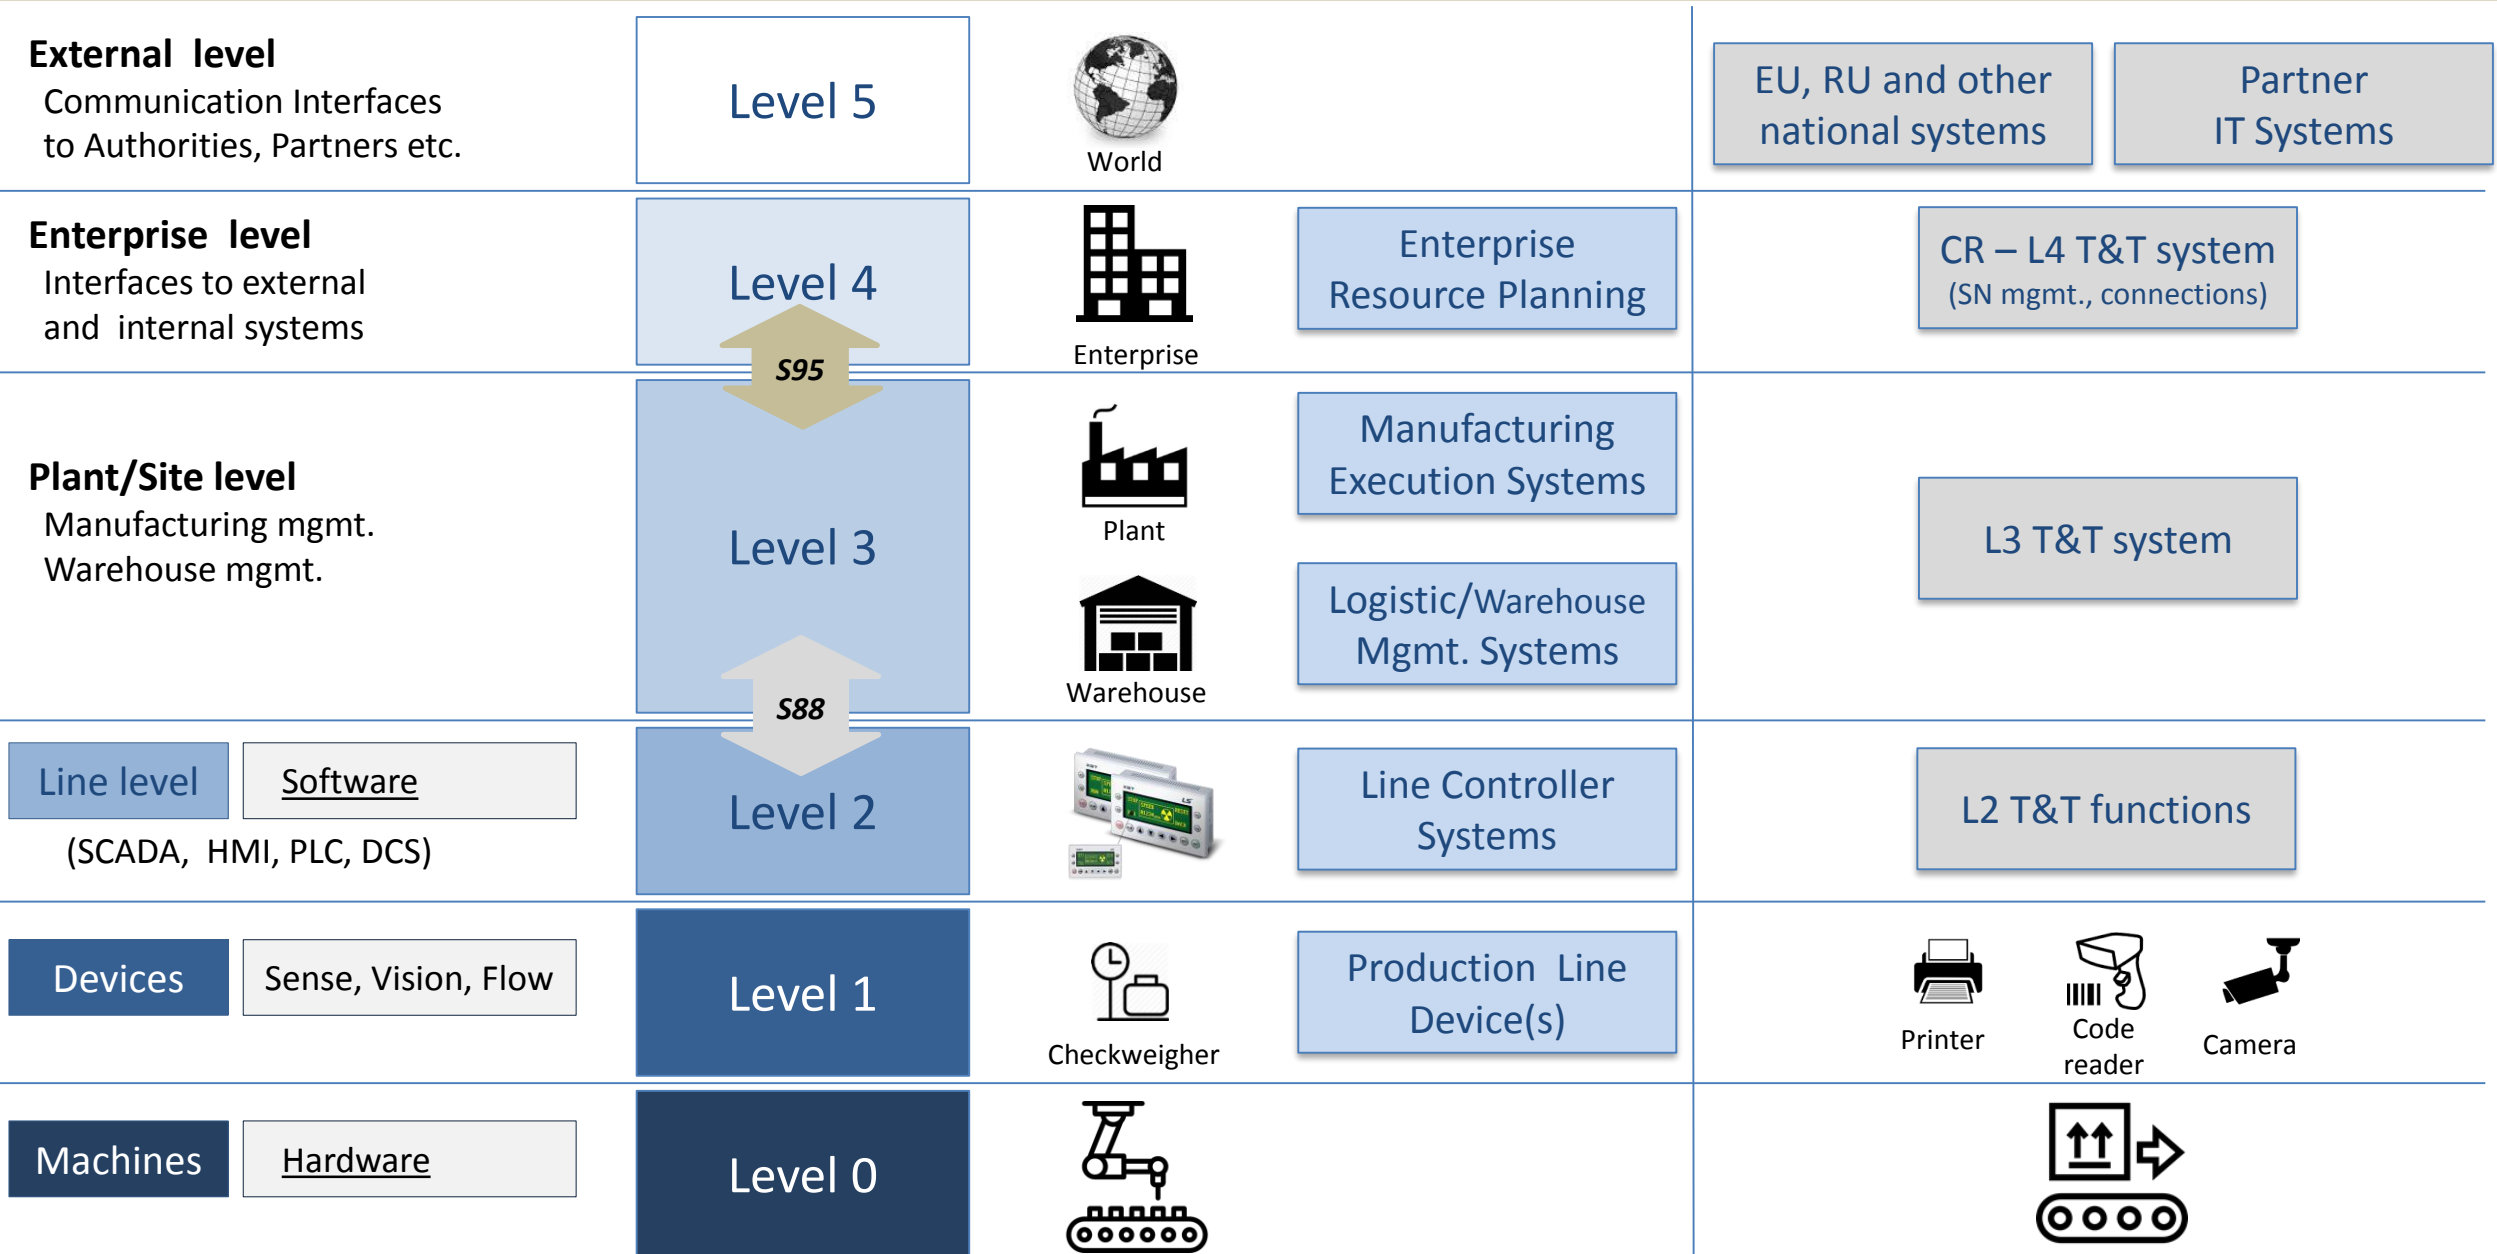 External level
Communication Interfaces
to Authorities, Partners etc.
Level 5
World
EU, RU and other
national systems
Partner
IT Systems
Enterprise level
Interfaces to external
and internal systems
Level 4
Enterprise
Enterprise
Resource Planning
CR – L4 T&T system
(SN mgmt., connections)
S95
Plant/Site level
Manufacturing mgmt.
Warehouse mgmt.
Level 3
Plant
Manufacturing
Execution Systems
Warehouse
Logistic/Warehouse
Mgmt. Systems
L3 T&T system
S88
Line level
Software
(SCADA, HMI, PLC, DCS)
Level 2
Line Controller
Systems
L2 T&T functions
Devices
Sense, Vision, Flow
Level 1
Checkweigher
Production Line
Device(s)
Printer
Code
reader
Camera
Machines
Hardware
Level 0